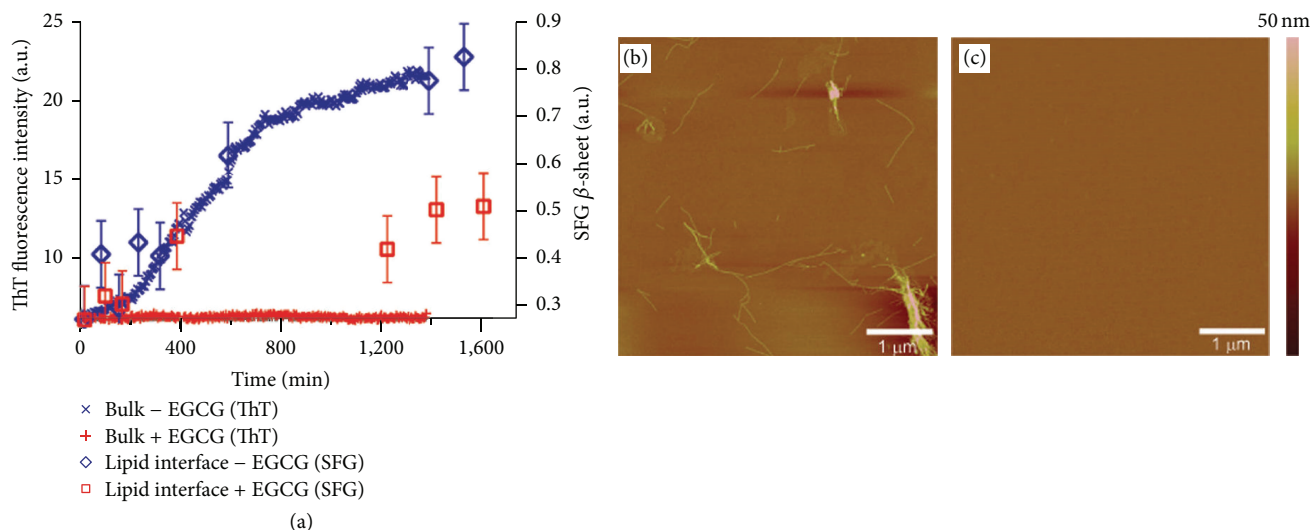 25
20
15
10
ThT fluorescence intensity (a.u.)
0.9
0.8
0.7
0.6
0.5
0.4
0.3
SFG β-sheet (a.u.)
0
400
800
1,200
1,600
Time (min)
Bulk − EGCG (ThT)
Bulk + EGCG (ThT)
Lipid interface − EGCG (SFG)
Lipid interface + EGCG (SFG)
(a)
(b)
1 μm
(c)
1 μm
50 nm